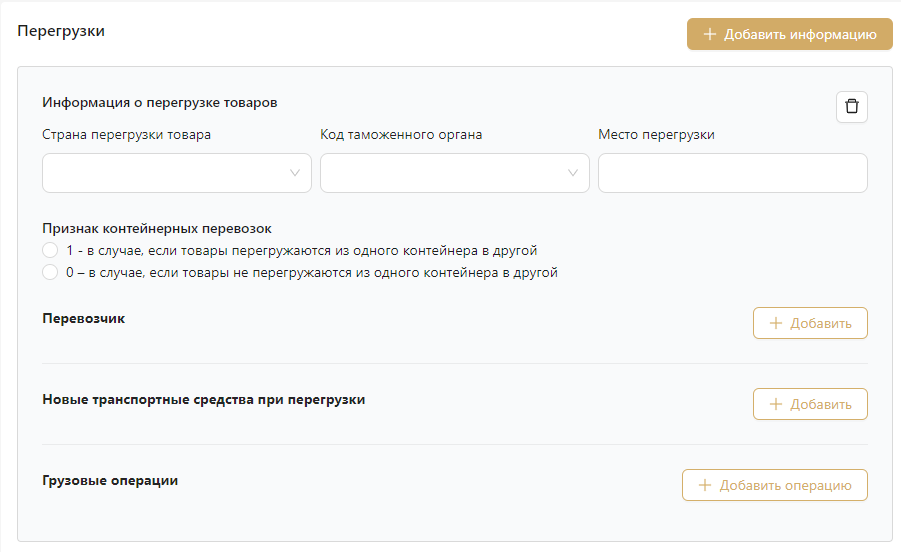 Перегрузки
Добавить информацию
Информация о перегрузке товаров
Страна перегрузки товара
Код таможенного органа
Место перегрузки
Признак контейнерных перевозок
1 - в случае, если товары перегружаются из одного контейнера в другой
0 – в случае, если товары не перегружаются из одного контейнера в другой
Перевозчик
Добавить
Новые транспортные средства при перегрузки
Добавить
Грузовые операции
Добавить операцию